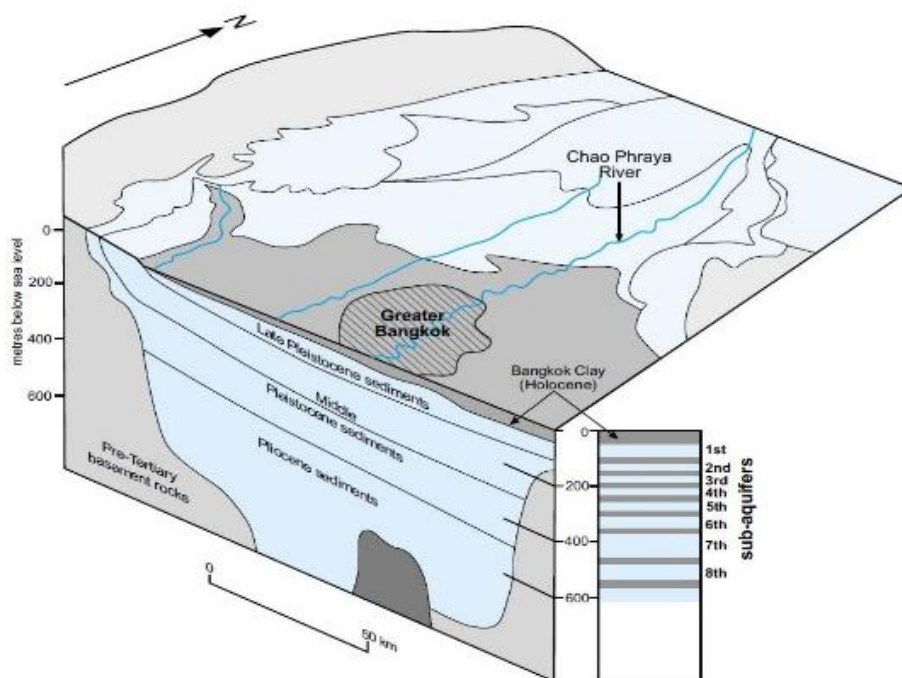 N
Chao Phraya
River
0
200
400
600
metres below sea level
Greater
Bangkok
Late Pleistocene sediments
Middle
Pleistocene sediments
Pliocene sediments
Pre-Tertiary
basement rocks
Bangkok Clay
(Holocene)
0
200
400
600
1st
2nd
3rd
4th
5th
6th
7th
8th
sub-aquifers
0
50 km